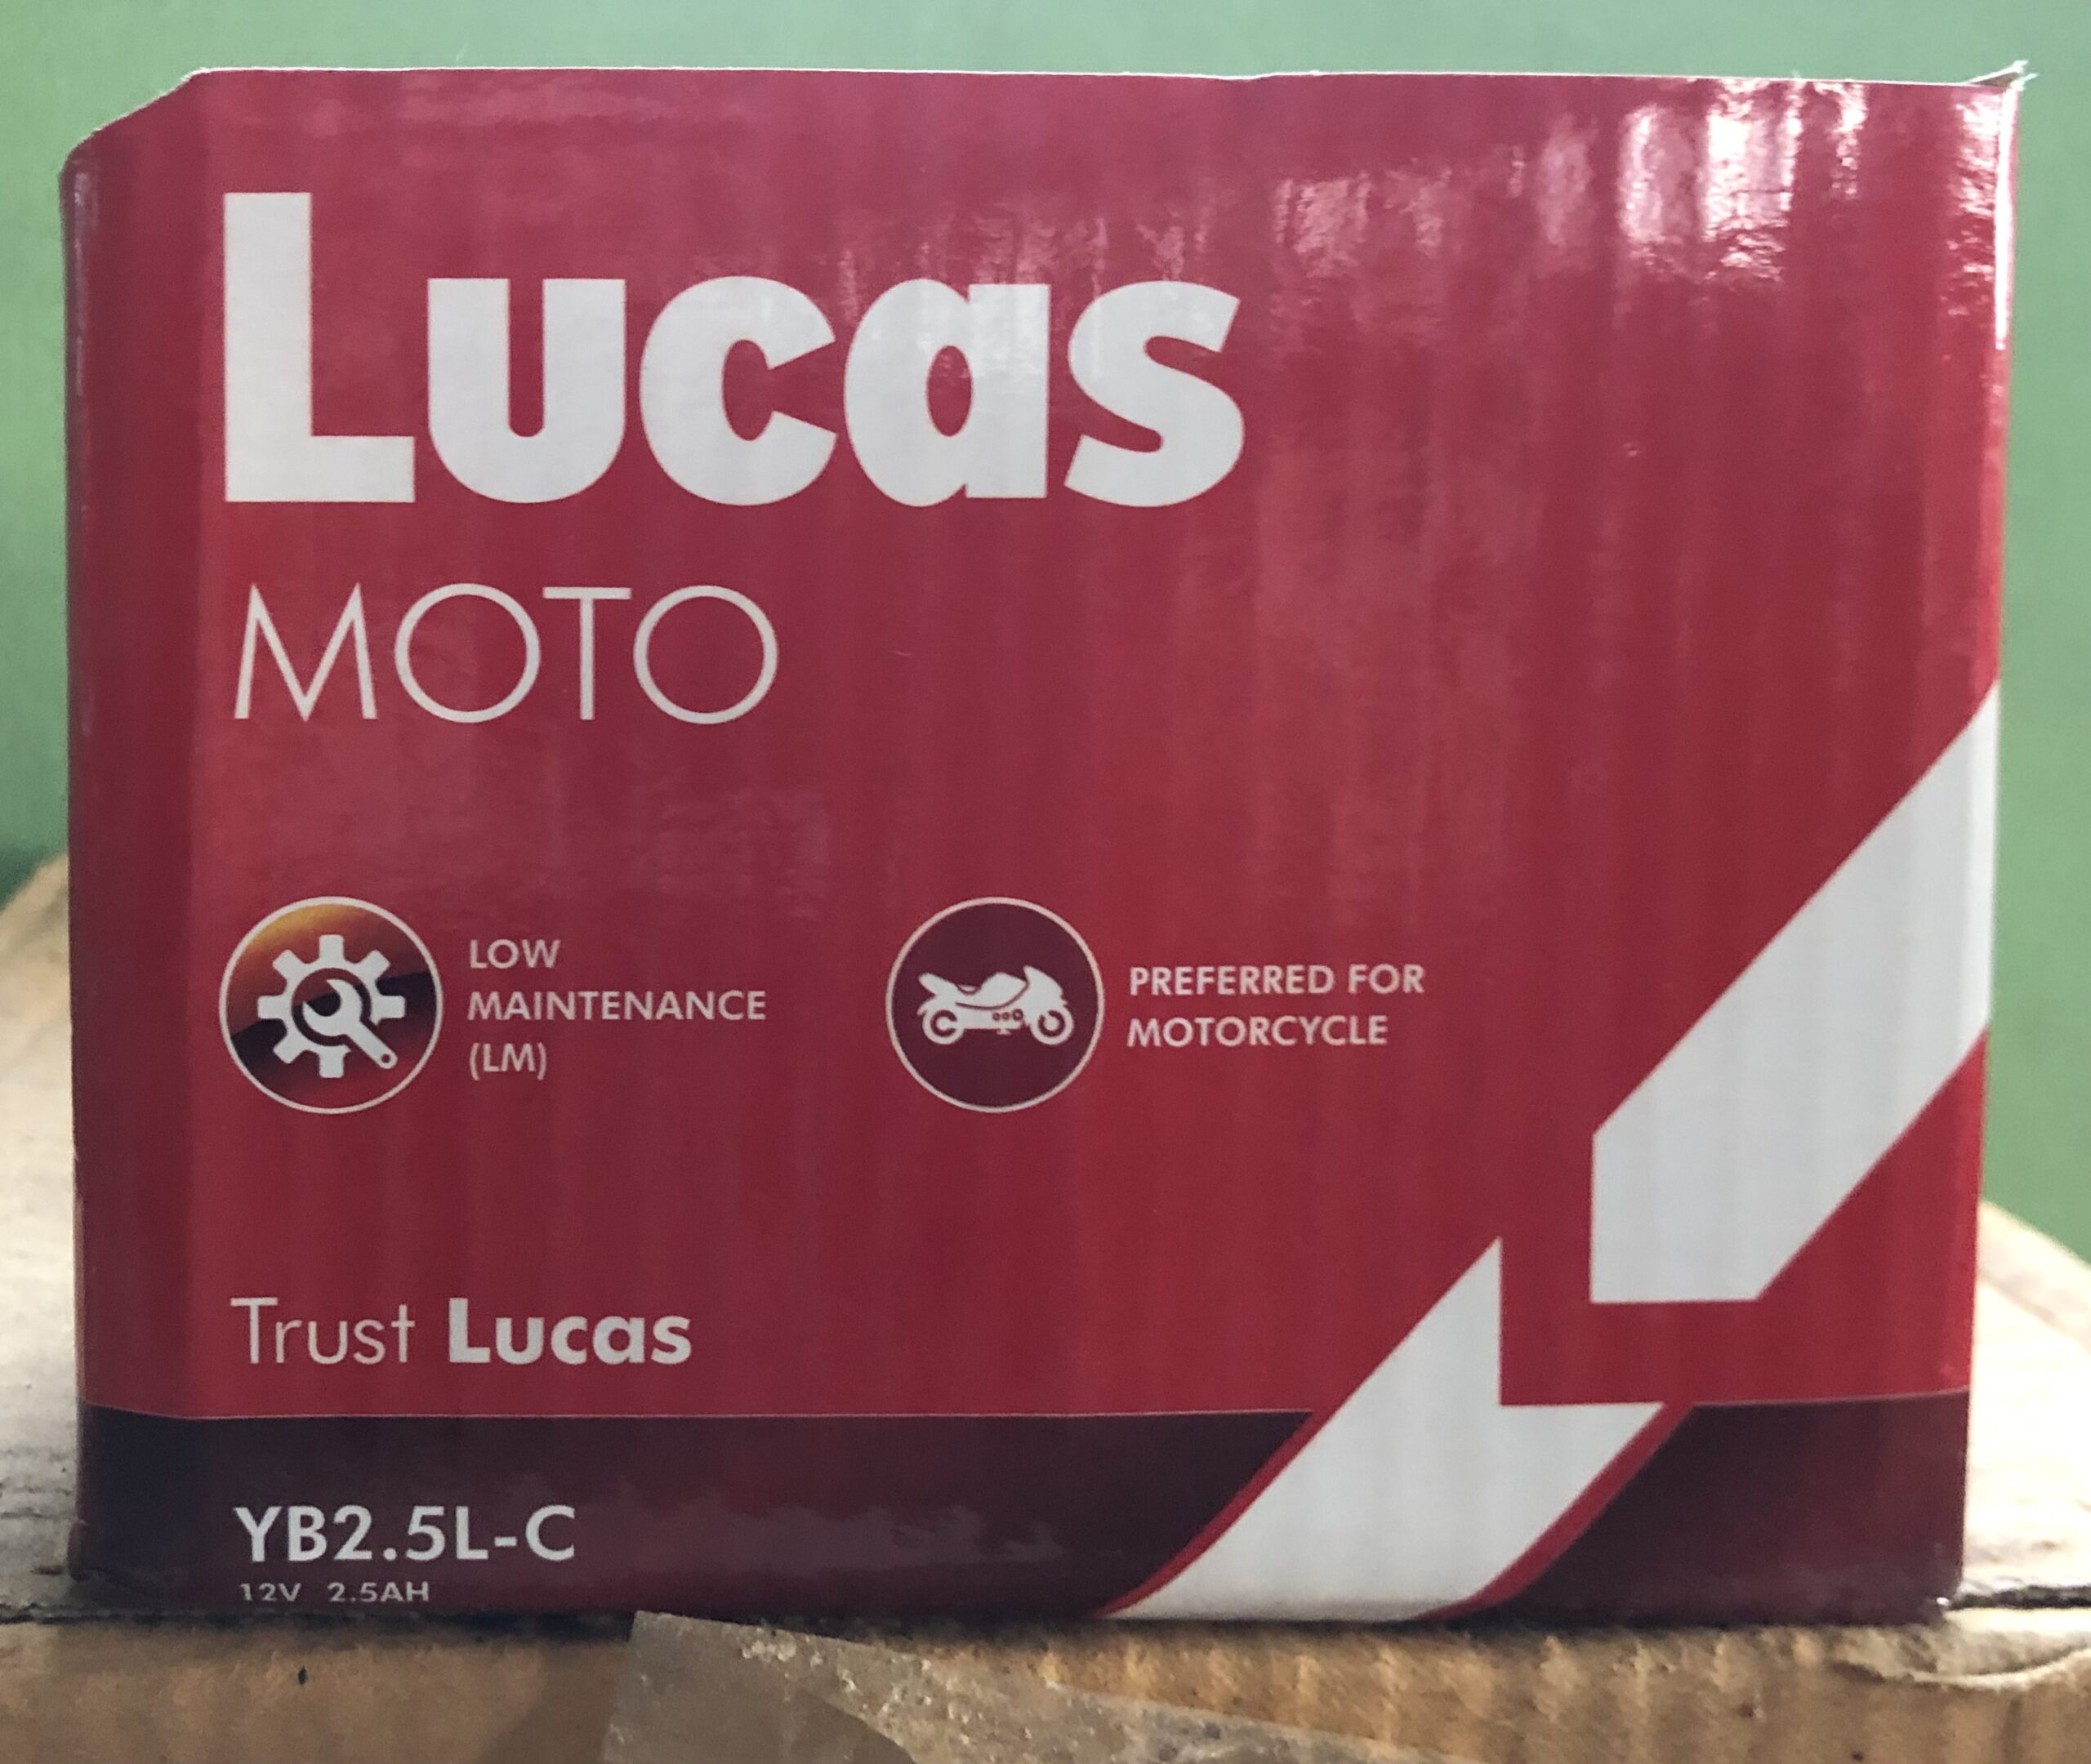 Lucas
MOTO
LOW
MAINTENANCE
(LM)
PREFERRED FOR
MOTORCYCLE
Trust Lucas
YB2.5L-C
12V 2.5AH